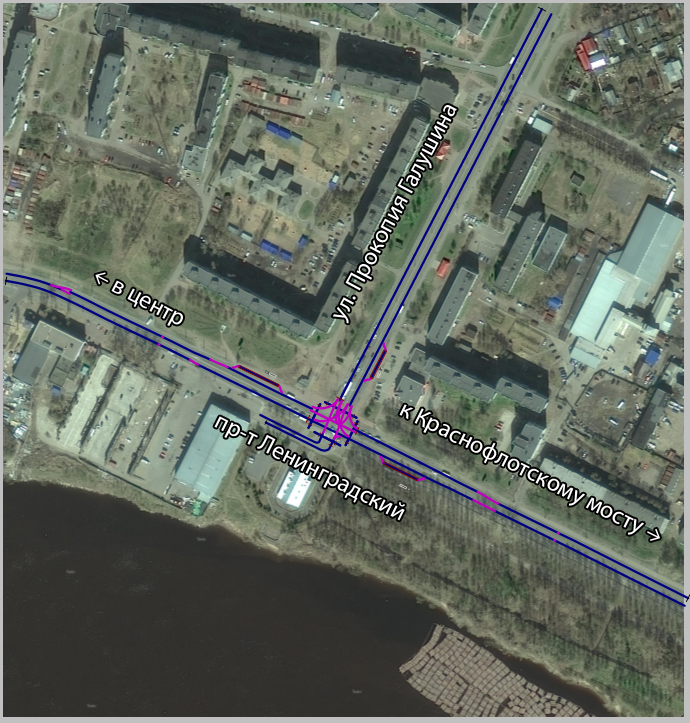 ул. Прокопия Галушина
← в центр
к Краснофлотскому мосту →
пр-т Ленинградский